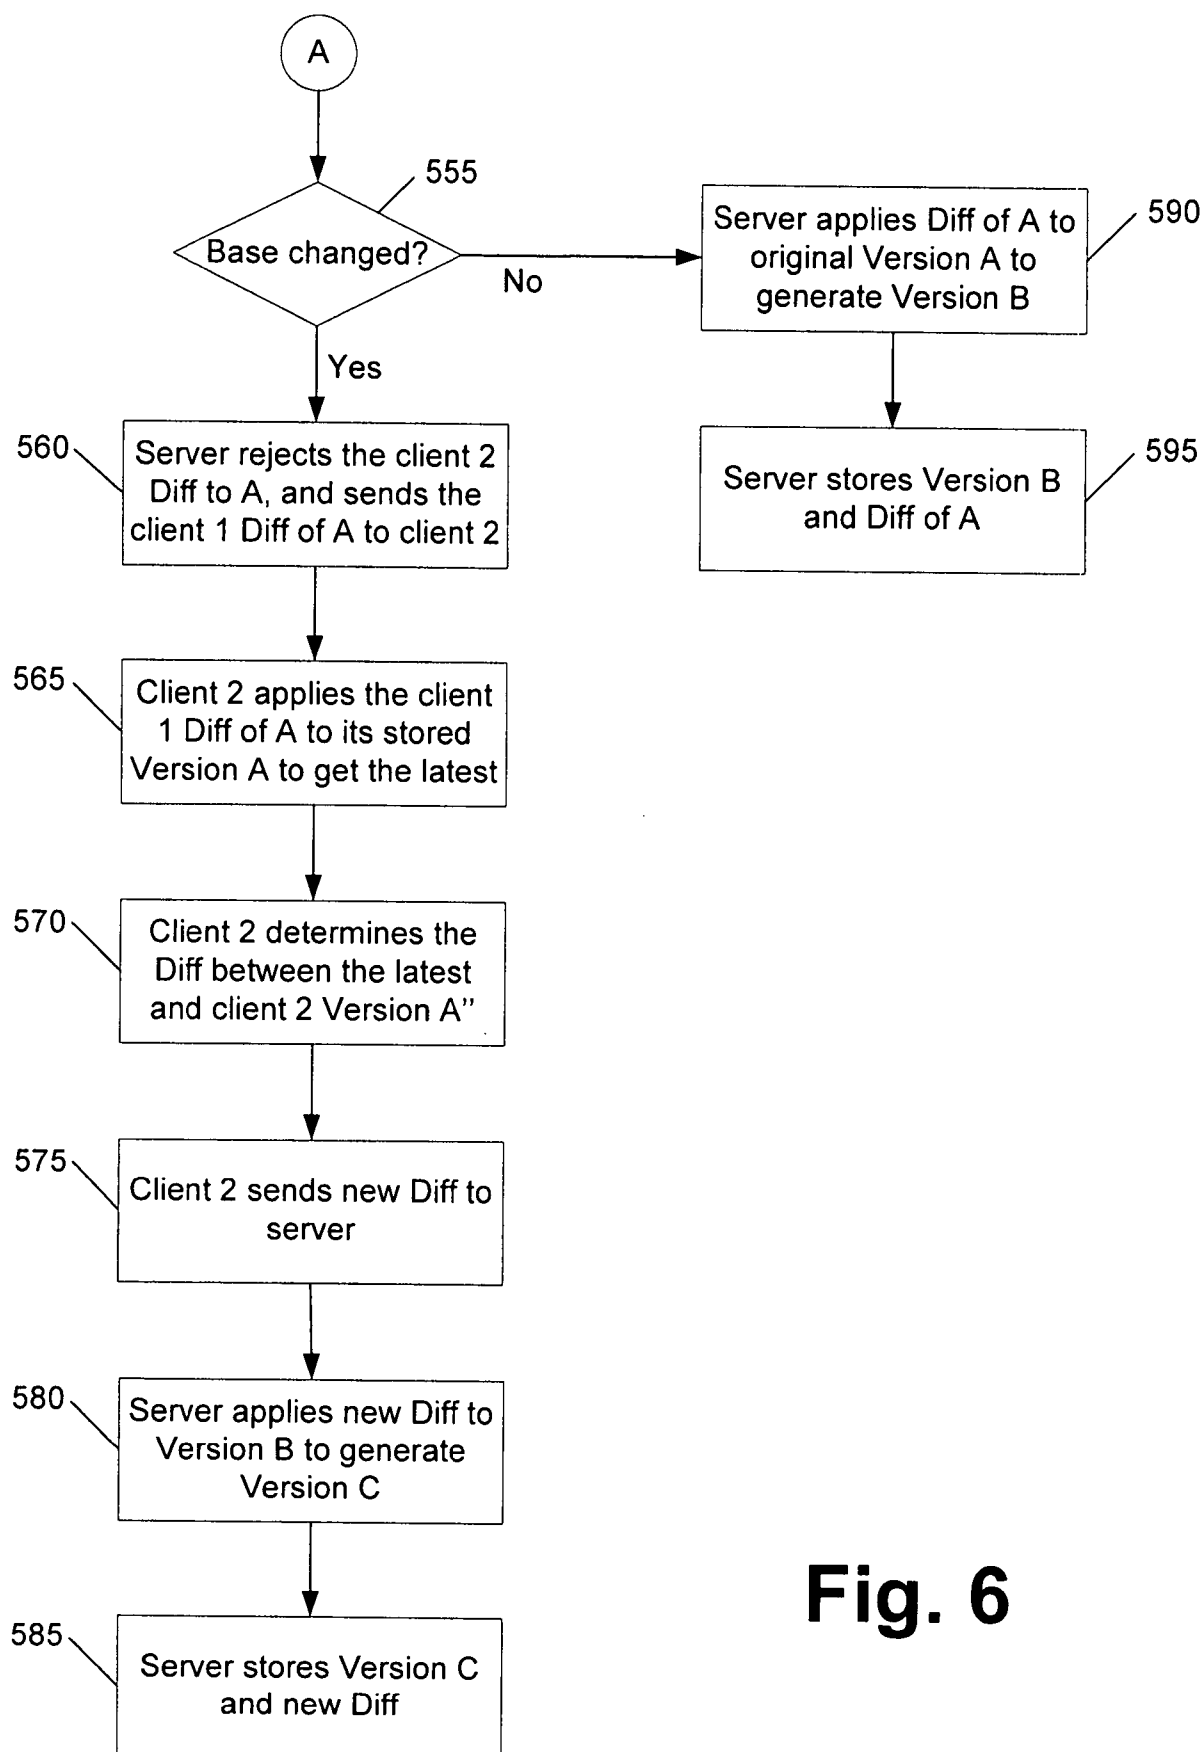 A
555
Base changed?
No
Yes
Server applies Diff of A to
original Version A to
generate Version B
590
Server stores Version B
and Diff of A
595
560
Server rejects the client 2
Diff to A, and sends the
client 1 Diff of A to client 2
565
Client 2 applies the client
1 Diff of A to its stored
Version A to get the latest
570
Client 2 determines the
Diff between the latest
and client 2 Version A''
575
Client 2 sends new Diff to
server
580
Server applies new Diff to
Version B to generate
Version C
585
Server stores Version C
and new Diff
Fig. 6